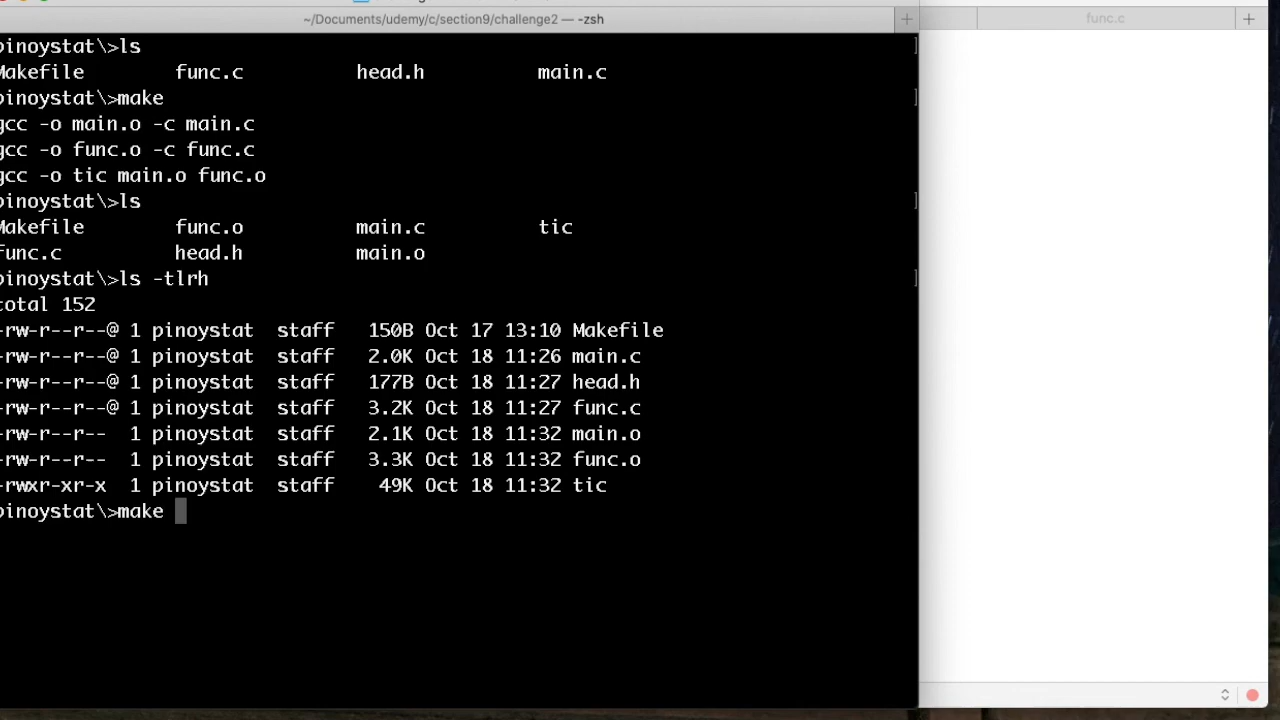 ~/Documents/udemy/c/section9/challenge2 — -zsh
+
func.c
+
pinoystat\>ls
Makefile func.c head.h main.c
pinoystat\>make
gcc -o main.o -c main.c
gcc -o func.o -c func.c
gcc -o tic main.o func.o
pinoystat\>ls
Makefile func.o main.c tic
func.c head.h main.o
pinoystat\>ls -tlrh
total 152
-rw-r--r--@ 1 pinoystat staff 150B Oct 17 13:10 Makefile
-rw-r--r--@ 1 pinoystat staff 2.0K Oct 18 11:26 main.c
-rw-r--r--@ 1 pinoystat staff 177B Oct 18 11:27 head.h
-rw-r--r--@ 1 pinoystat staff 3.2K Oct 18 11:27 func.c
-rw-r--r-- 1 pinoystat staff 2.1K Oct 18 11:32 main.o
-rw-r--r-- 1 pinoystat staff 3.3K Oct 18 11:32 func.o
-rwxr-xr-x 1 pinoystat staff 49K Oct 18 11:32 tic
pinoystat\>make